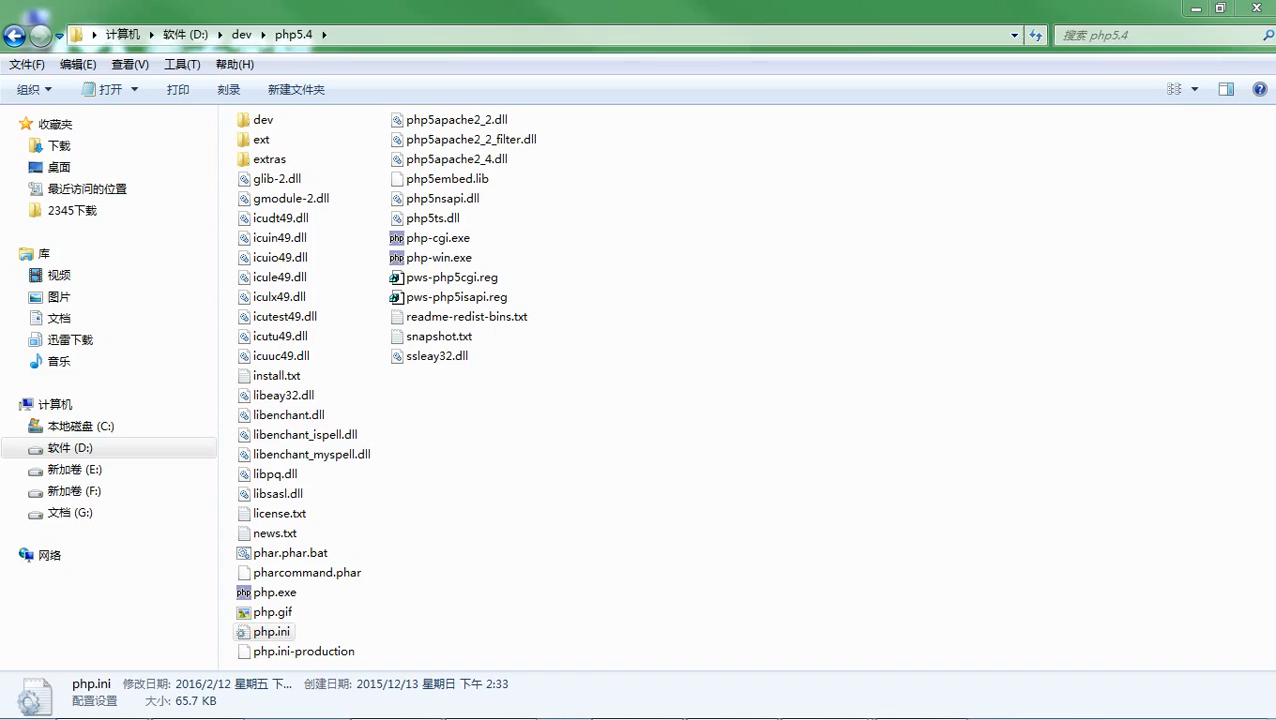 计算机 软件 (D:) dev php5.4
搜索 php5.4
文件(F) 编辑(E) 查看(V) 工具(T) 帮助(H)
组织 打开 打印 刻录 新建文件夹
收藏夹
下载
桌面
最近访问的位置
2345下载
库
视频
图片
文档
迅雷下载
音乐
计算机
本地磁盘 (C:)
软件 (D:)
新加卷 (E:)
新加卷 (F:)
文档 (G:)
网络
dev
ext
extras
glib-2.dll
gmodule-2.dll
icudt49.dll
icuin49.dll
icuio49.dll
icule49.dll
iculx49.dll
icutest49.dll
icutu49.dll
icuuc49.dll
install.txt
libeay32.dll
libenchant.dll
libenchant_ispell.dll
libenchant_myspell.dll
libpq.dll
libsasl.dll
license.txt
news.txt
phar.phar.bat
pharcommand.phar
php.exe
php.gif
php.ini
php.ini-production
php5apache2_2.dll
php5apache2_2_filter.dll
php5apache2_4.dll
php5embed.lib
php5nsapi.dll
php5ts.dll
php-cgi.exe
php-win.exe
pws-php5cgi.reg
pws-php5isapi.reg
readme-redist-bins.txt
snapshot.txt
ssleay32.dll
php.ini 修改日期: 2016/2/12 星期五 下... 创建日期: 2015/12/13 星期日 下午 2:33
配置设置 大小: 65.7 KB